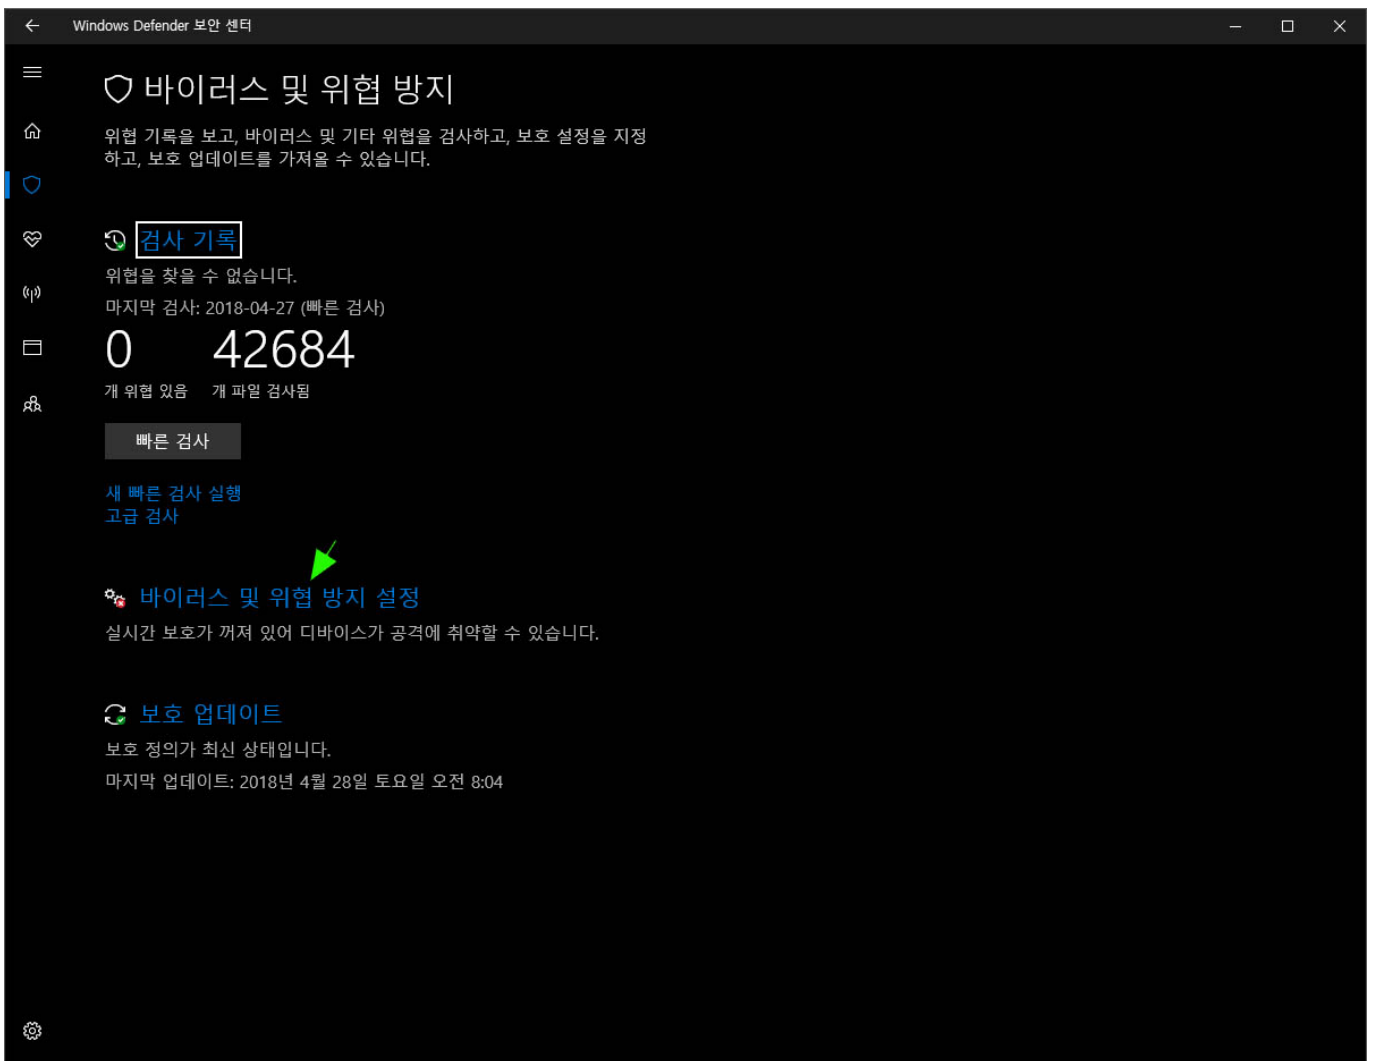 Windows Defender 보안 센터
바이러스 및 위협 방지
위협 기록을 보고, 바이러스 및 기타 위협을 검사하고, 보호 설정을 지정
하고, 보호 업데이트를 가져올 수 있습니다.
검사 기록
위협을 찾을 수 없습니다.
마지막 검사: 2018-04-27 (빠른 검사)
0 42684
개 위협 있음 개 파일 검사됨
빠른 검사
새 빠른 검사 실행
고급 검사
바이러스 및 위협 방지 설정
실시간 보호가 꺼져 있어 디바이스가 공격에 취약할 수 있습니다.
보호 업데이트
보호 정의가 최신 상태입니다.
마지막 업데이트: 2018년 4월 28일 토요일 오전 8:04